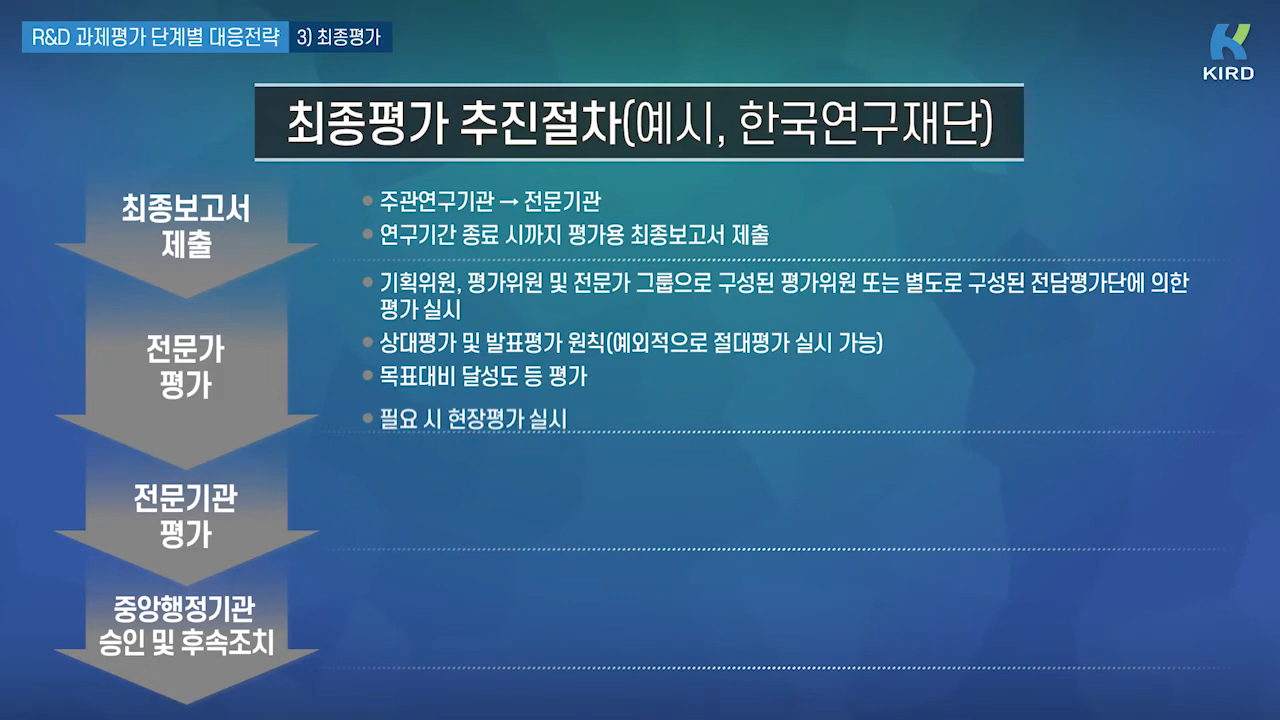 R&D 과제평가 단계별 대응전략 3) 최종평가
KIRD
최종평가 추진절차(예시, 한국연구재단)
최종보고서
제출
● 주관연구기관 → 전문기관
● 연구기간 종료 시까지 평가용 최종보고서 제출
전문가
평가
● 기획위원, 평가위원 및 전문가 그룹으로 구성된 평가위원 또는 별도로 구성된 전담평가단에 의한
평가 실시
● 상대평가 및 발표평가 원칙(예외적으로 절대평가 실시 가능)
● 목표대비 달성도 등 평가
● 필요 시 현장평가 실시
전문기관
평가
중앙행정기관
승인 및 후속조치